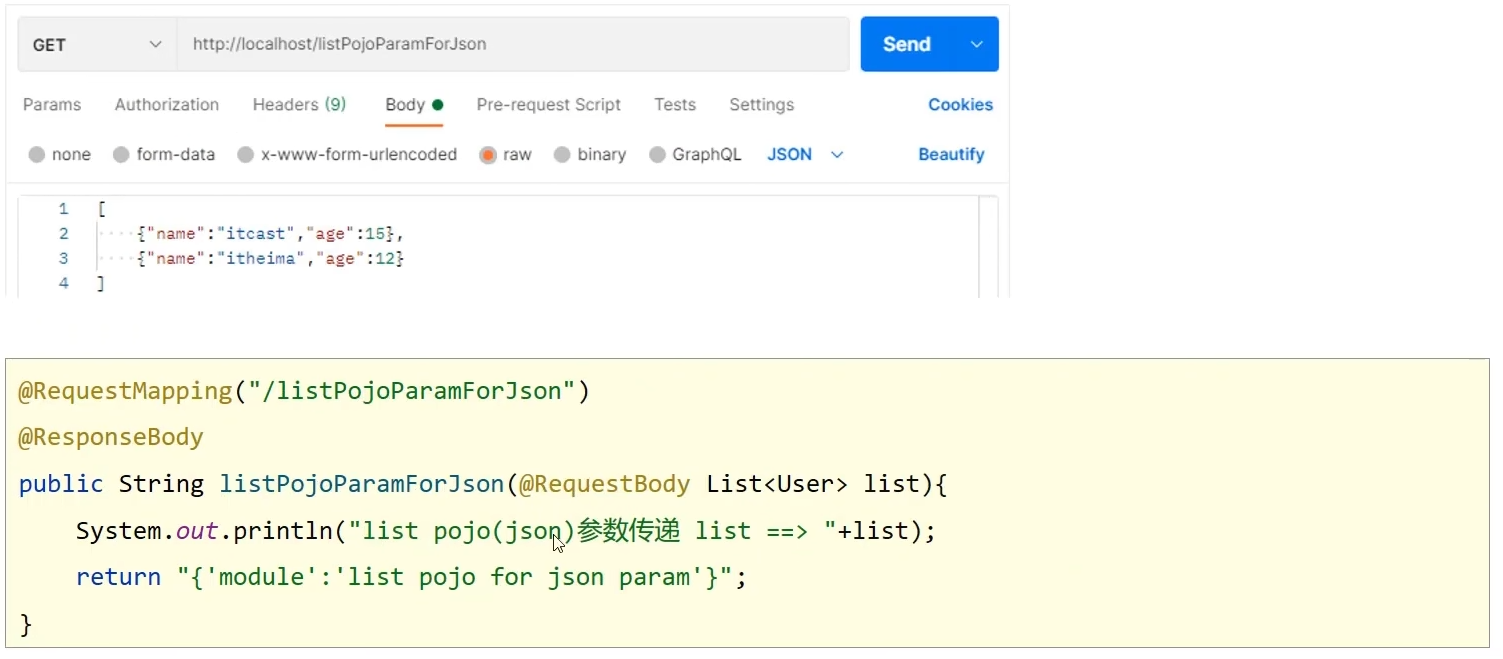 GET http://localhost/listPojoParamForJson Send
Params Authorization Headers (9) Body Pre-request Script Tests Settings Cookies
none form-data x-www-form-urlencoded raw binary GraphQL JSON Beautify
1 [
2 ····{"name":"itcast","age":15},
3 ····{"name":"itheima","age":12}
4 ]
@RequestMapping("/listPojoParamForJson")
@ResponseBody
public String listPojoParamForJson(@RequestBody List<User> list){
    System.out.println("list pojo(json)参数传递 list ==> "+list);
    return "{'module':'list pojo for json param'}";
}